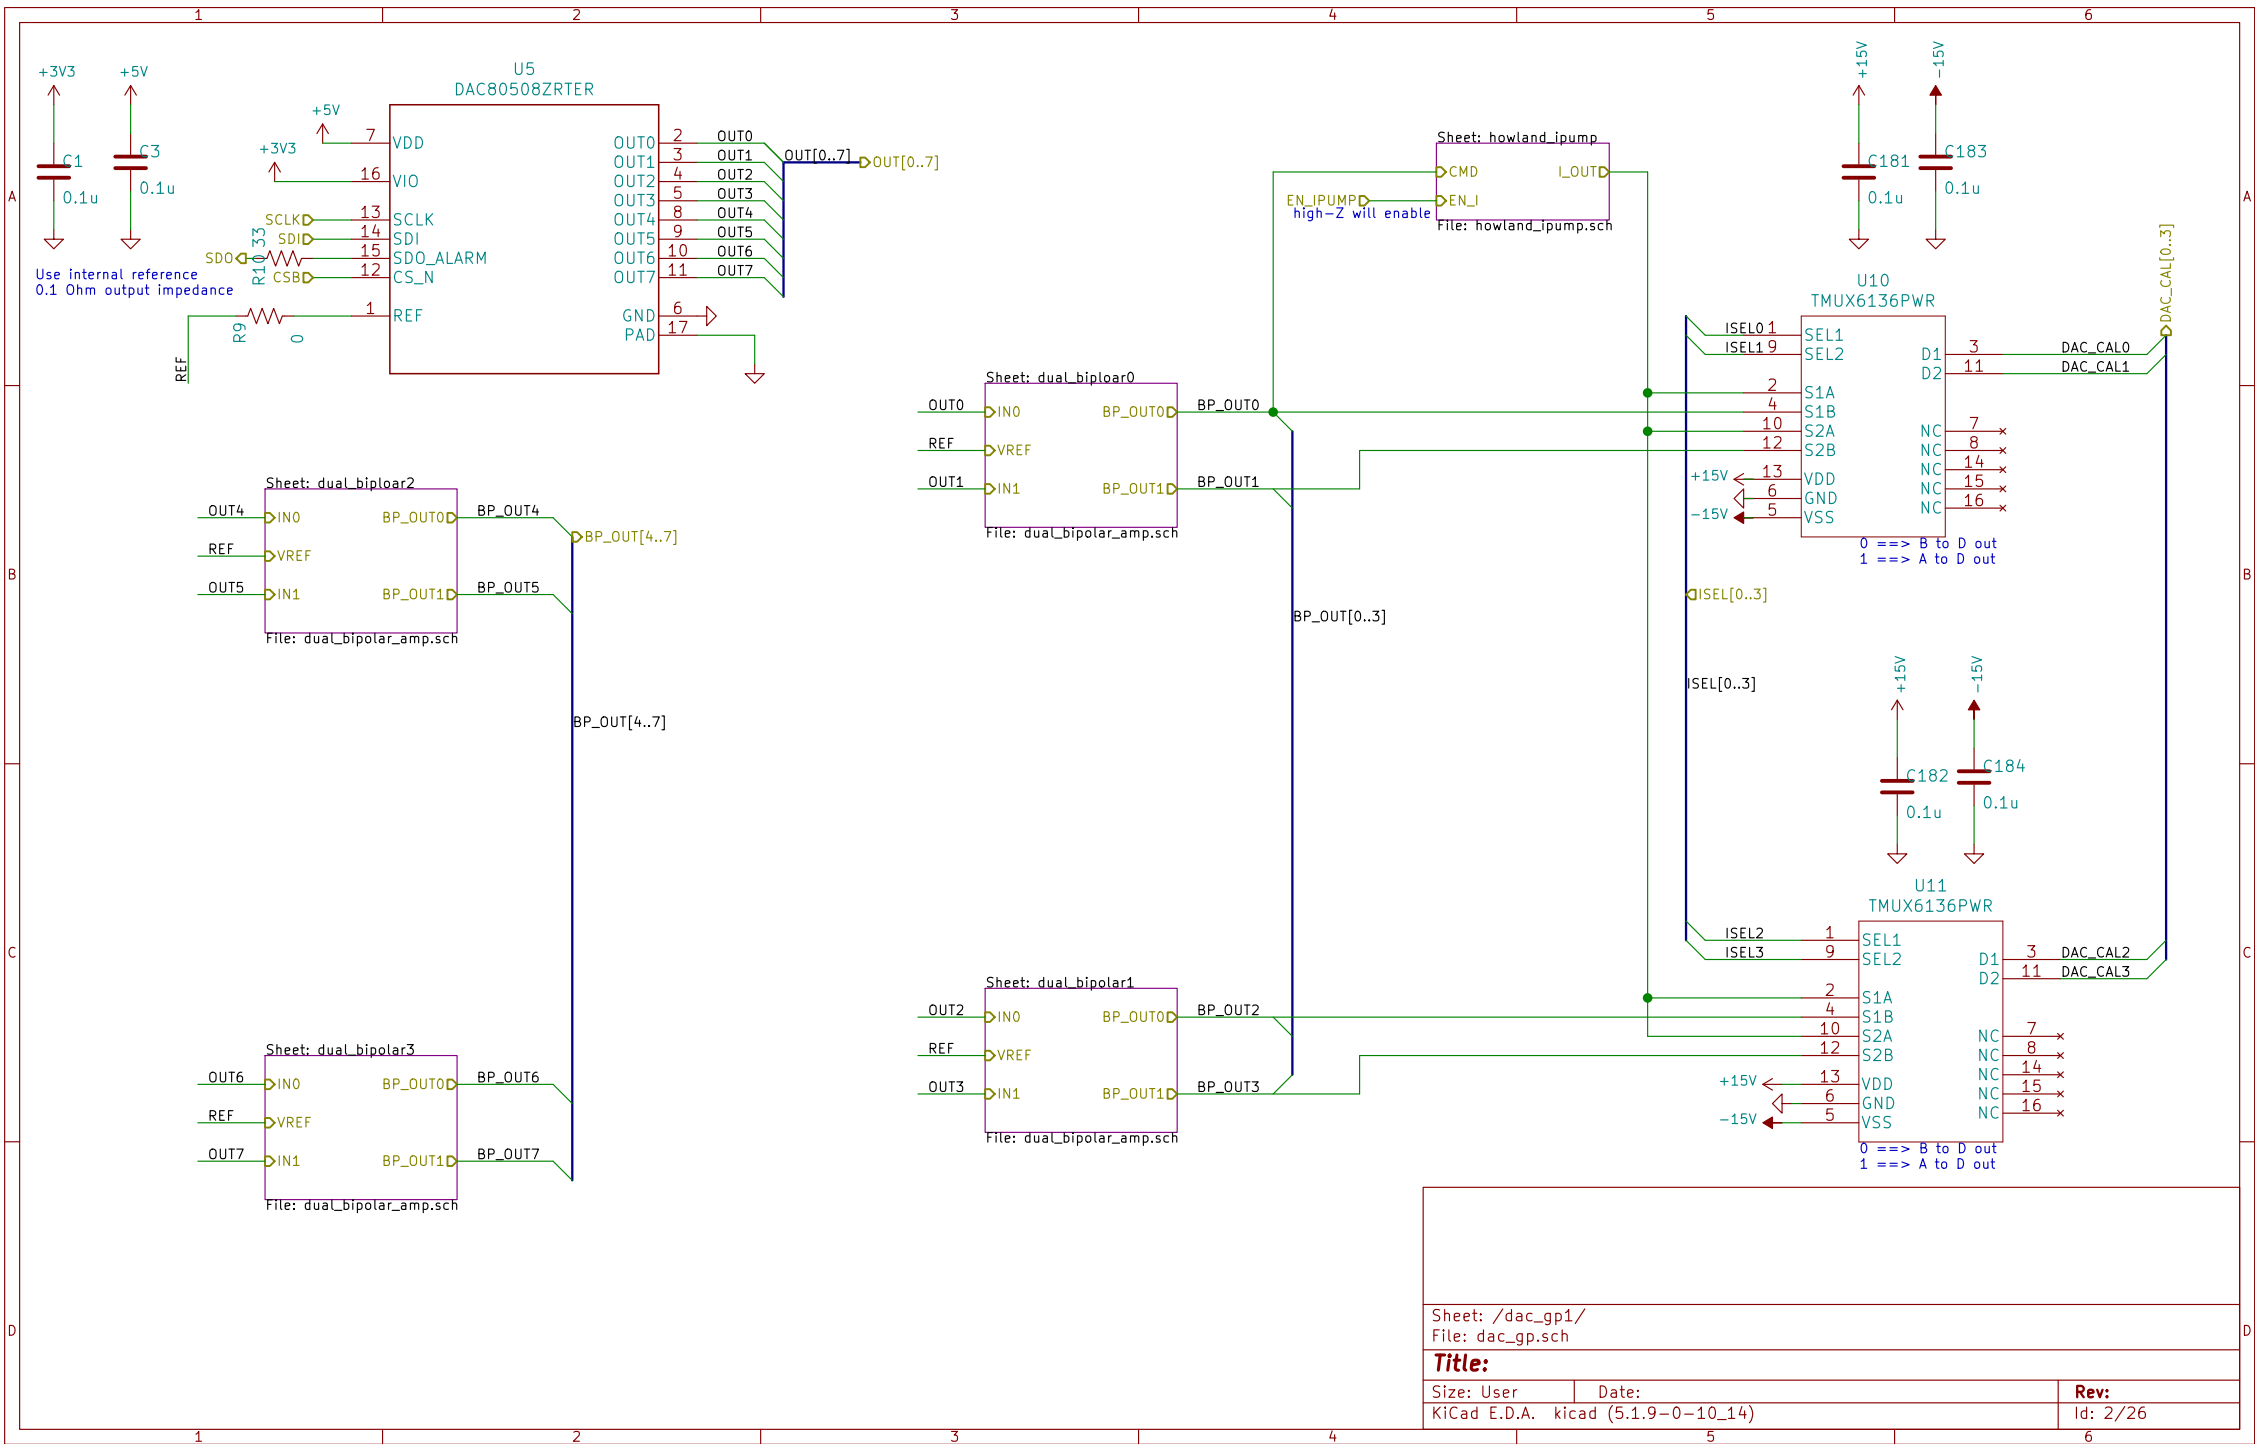 1 2 3 4 5 6
A
B
C
D
A
B
C
D
+3V3
C1
0.1u
+5V
C3
0.1u
Use internal reference
0.1 Ohm output impedance
U5
DAC80508ZRTER
+5V
7 VDD
+3V3
16 VIO
SCLK 13 SCLK
SDI 14 SDI
SDO R10 33 15 SDO_ALARM
CSB 12 CS_N
REF R9 0 1 REF
OUT0 2 OUT0
OUT1 3 OUT1
OUT2 4 OUT2
OUT3 5 OUT3
OUT4 8 OUT4
OUT5 9 OUT5
OUT6 10 OUT6
OUT7 11 OUT7
GND 6
PAD 17
OUT[0..7] OUT[0..7]
Sheet: dual_biploar2
OUT4 IN0 BP_OUT0 BP_OUT4
REF VREF
OUT5 IN1 BP_OUT1 BP_OUT5
File: dual_bipolar_amp.sch
BP_OUT[4..7]
BP_OUT[4..7]
Sheet: dual_bipolar3
OUT6 IN0 BP_OUT0 BP_OUT6
REF VREF
OUT7 IN1 BP_OUT1 BP_OUT7
File: dual_bipolar_amp.sch
Sheet: dual_biploar0
OUT0 IN0 BP_OUT0 BP_OUT0
REF VREF
OUT1 IN1 BP_OUT1 BP_OUT1
File: dual_bipolar_amp.sch
BP_OUT[0..3]
Sheet: dual_bipolar1
OUT2 IN0 BP_OUT0 BP_OUT2
REF VREF
OUT3 IN1 BP_OUT1 BP_OUT3
File: dual_bipolar_amp.sch
Sheet: howland_ipump
CMD I_OUT
EN_IPUMP EN_I
high-Z will enable
File: howland_ipump.sch
+15V
C181
0.1u
-15V
C183
0.1u
DAC_CAL[0..3]
U10
TMUX6136PWR
ISEL0 1 SEL1
ISEL1 9 SEL2
D1 3 DAC_CAL0
D2 11 DAC_CAL1
2 S1A
4 S1B
10 S2A
12 S2B
+15V 13 VDD
6 GND
-15V 5 VSS
NC 7
NC 8
NC 14
NC 15
NC 16
0 ==> B to D out
1 ==> A to D out
ISEL[0..3]
ISEL[0..3]
+15V
C182
0.1u
-15V
C184
0.1u
U11
TMUX6136PWR
ISEL2 1 SEL1
ISEL3 9 SEL2
D1 3 DAC_CAL2
D2 11 DAC_CAL3
2 S1A
4 S1B
10 S2A
12 S2B
+15V 13 VDD
6 GND
-15V 5 VSS
NC 7
NC 8
NC 14
NC 15
NC 16
0 ==> B to D out
1 ==> A to D out
Sheet: /dac_gp1/
File: dac_gp.sch
Title:
Size: User Date: Rev:
KiCad E.D.A. kicad (5.1.9-0-10_14) Id: 2/26
1 2 3 4 5 6